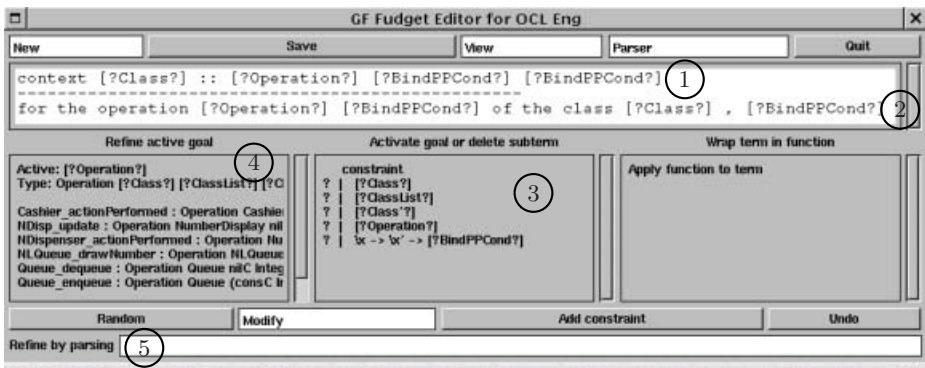 GF Fudget Editor for OCL Eng
New Save View Parser Quit
context [?Class?] :: [?Operation?] [?BindPPCond?] [?BindPPCond?] 1
for the operation [?Operation?] [?BindPPCond?] of the class [?Class?] , [?BindPPCond?] 2
Refine active goal Activate goal or delete subterm Wrap term in function
4
Active: [?Operation?]
Type: Operation [?Class?] [?ClassList?] [?Cl
Cashier_actionPerformed : Operation Cashier
NDisp_update : Operation NumberDisplay nil
NDispenser_actionPerformed : Operation Nu
NLQueue_drawNumber : Operation NLQueue
Queue_dequeue : Operation Queue nilC Integ
Queue_enqueue : Operation Queue (consC In
constraint
? | [?Class?]
? | [?ClassList?]
? | [?Class'?]
? | [?Operation?]
? | \x -> \x' -> [?BindPPCond?]
3
Apply function to term
Random Modify Add constraint Undo
Refine by parsing 5